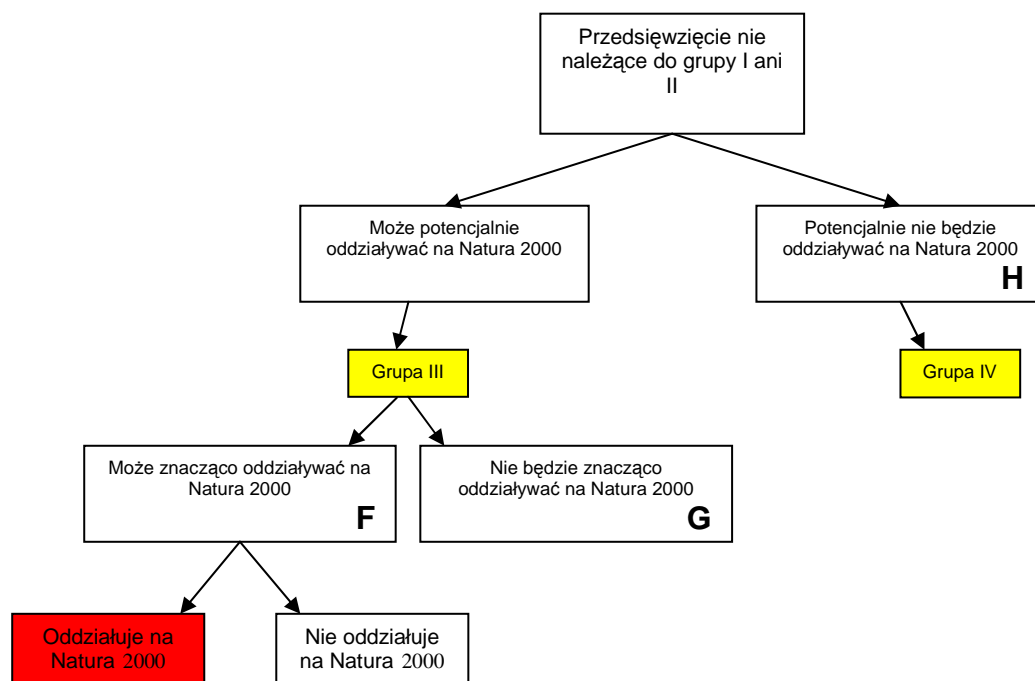 Przedsięwzięcie nie
należące do grupy I ani
II
Może potencjalnie
oddziaływać na Natura 2000
Potencjalnie nie będzie
oddziaływać na Natura 2000
H
Grupa III
Grupa IV
Może znacząco oddziaływać na
Natura 2000
F
Nie będzie znacząco
oddziaływać na Natura 2000
G
Oddziałuje na
Natura 2000
Nie oddziałuje
na Natura 2000